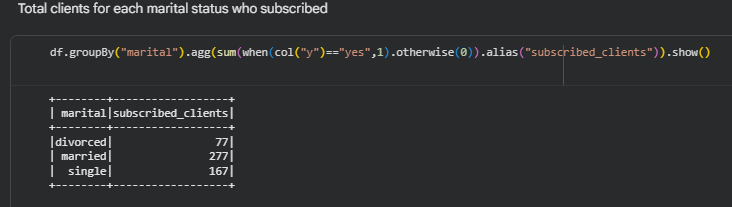 Total clients for each marital status who subscribed
df.groupBy("marital").agg(sum(when(col("y")=="yes",1).otherwise(0)).alias("subscribed_clients")).show()
+--------+------------------+
| marital|subscribed_clients|
+--------+------------------+
|divorced|                77|
| married|               277|
|  single|               167|
+--------+------------------+